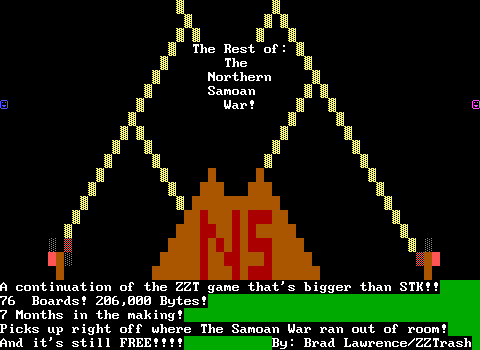 The Rest of:
The
Northern
Samoan
War!
NS
A continuation of the ZZT game that's bigger than STK!!
76 Boards! 206,000 Bytes!
7 Months in the making!
Picks up right off where The Samoan War ran out of room!
And it's still FREE!!!! By: Brad Lawrence/ZZTrash